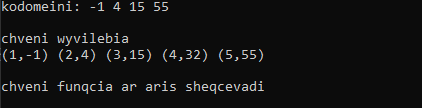 kodomeini: -1 4 15 55
chveni wyvilebia
(1,-1) (2,4) (3,15) (4,32) (5,55)
chveni funqcia ar aris sheqcevadi